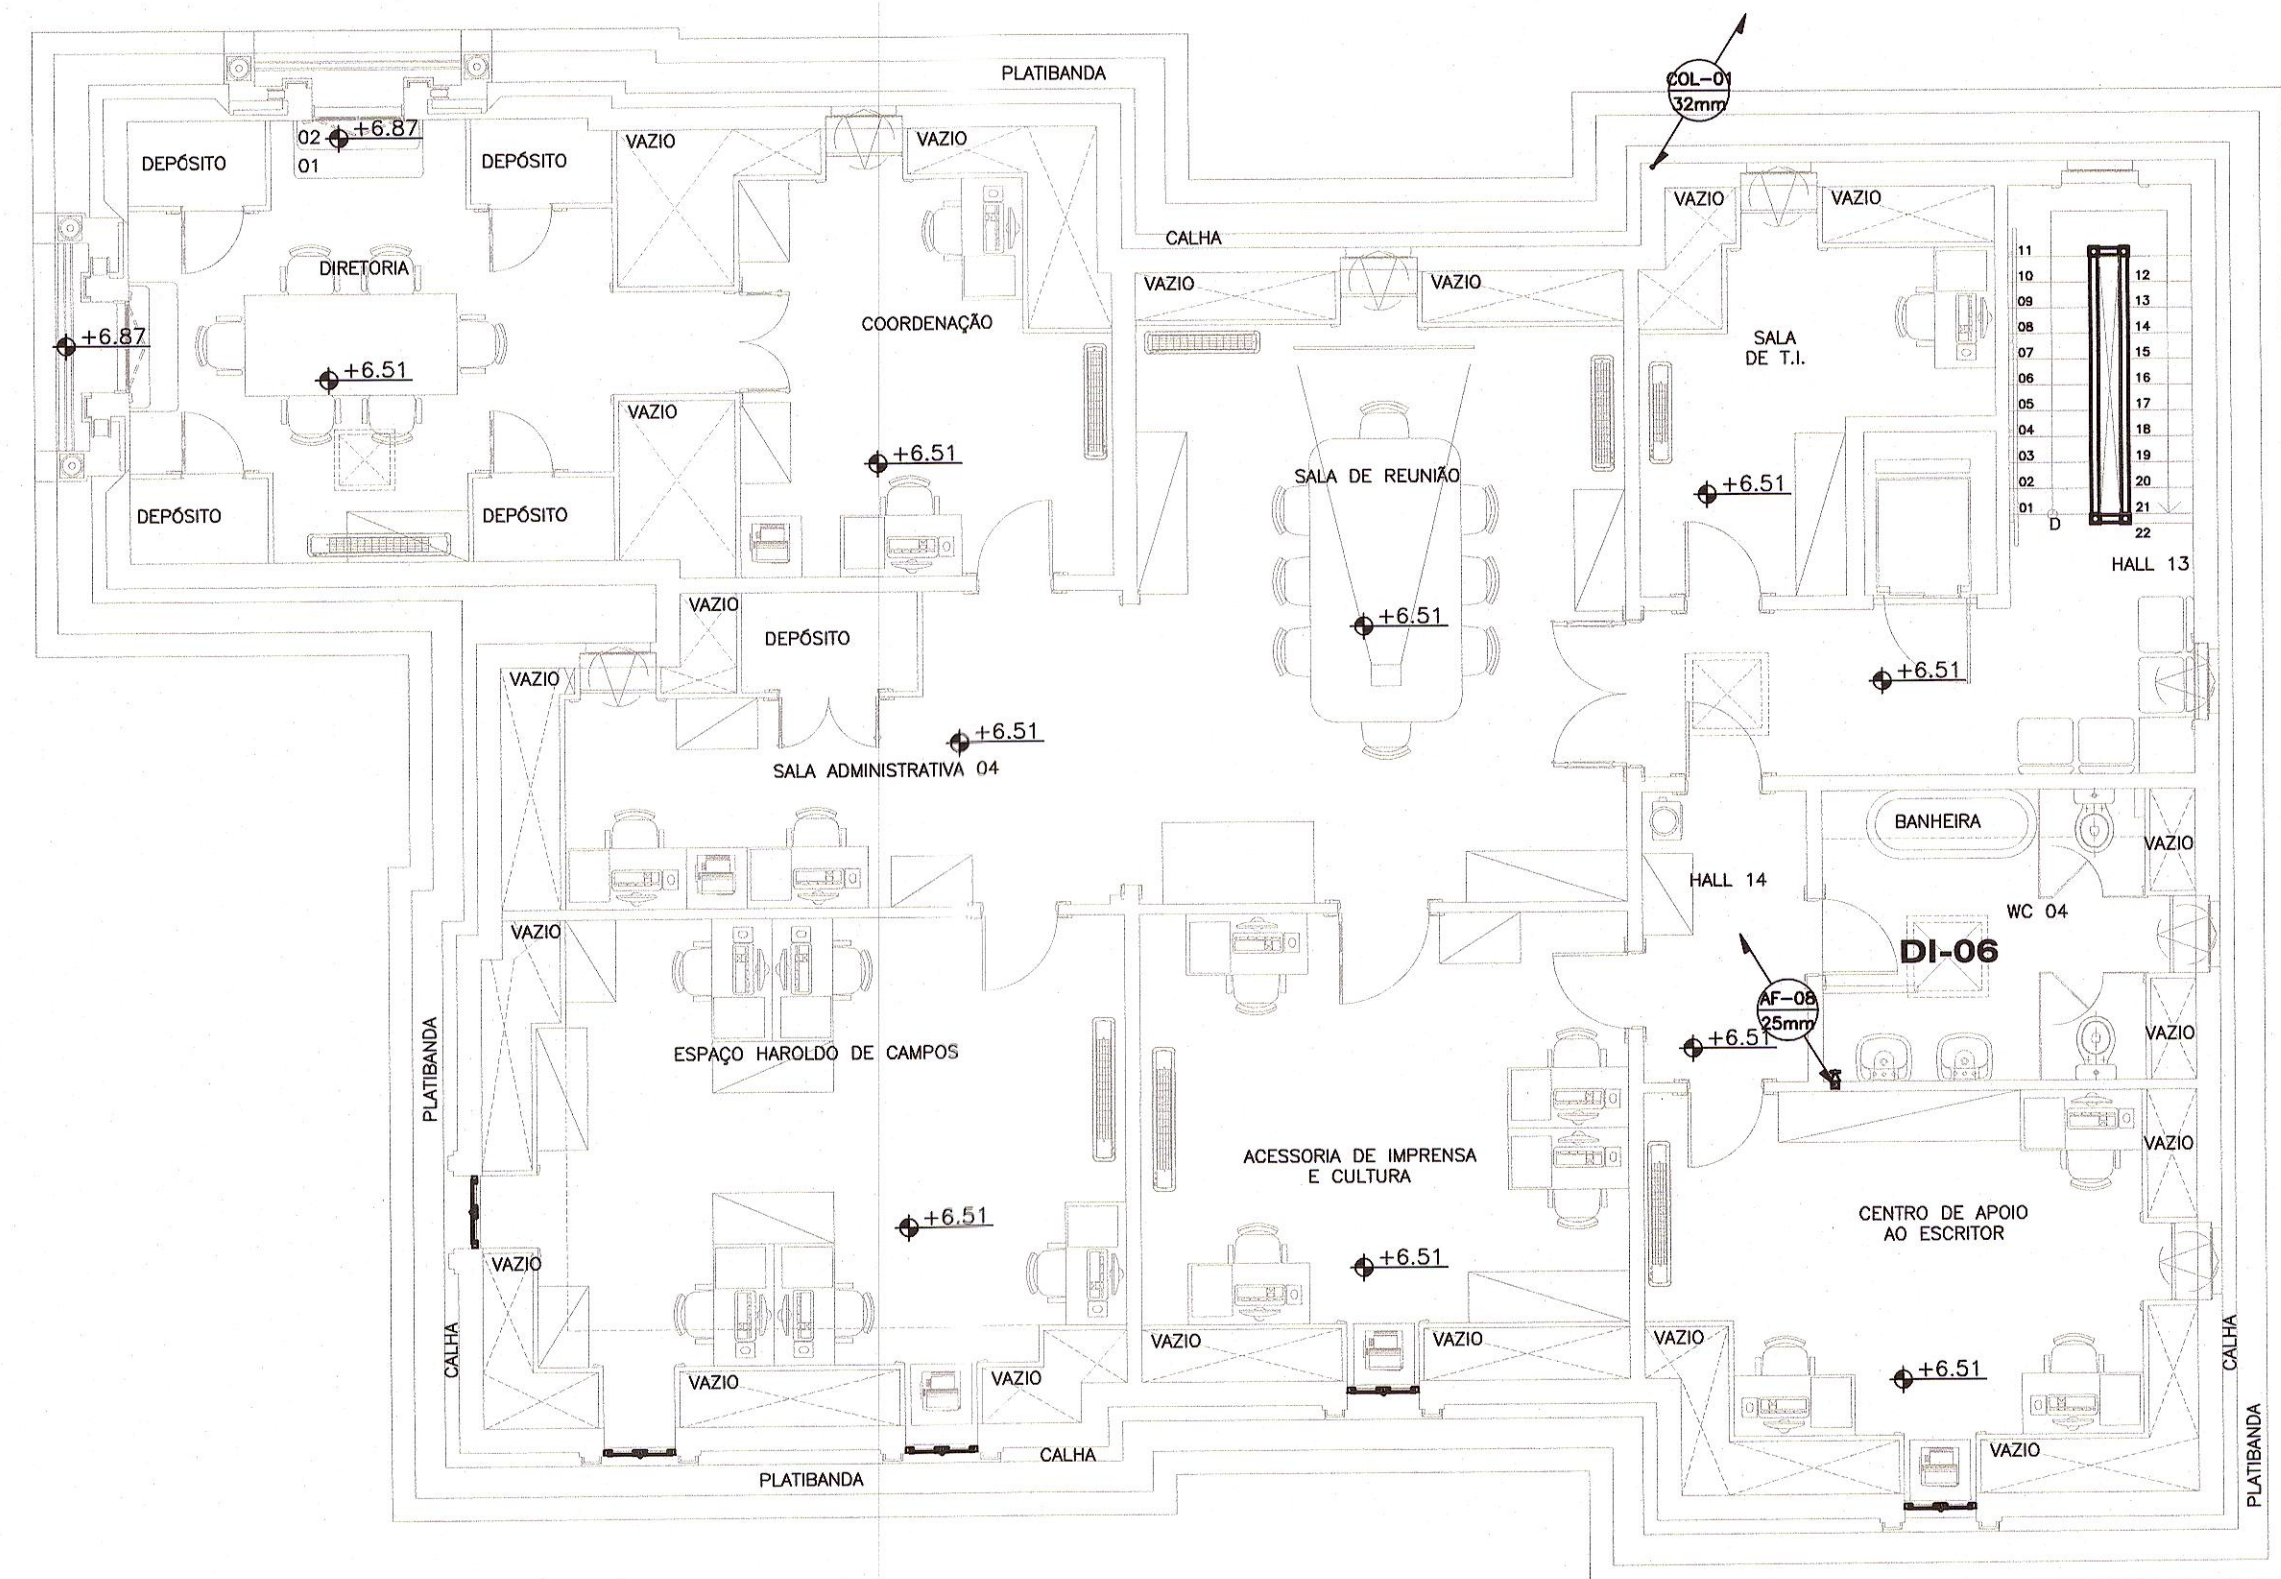 PLATIBANDA
COL-01
32mm
02
+6.87
01
DEPÓSITO
DEPÓSITO
VAZIO
VAZIO
VAZIO
VAZIO
CALHA
DIRETORIA
+6.87
+6.51
COORDENAÇÃO
VAZIO
VAZIO
SALA
DE T.I.
11
10
09
08
07
06
05
04
03
02
01
D
12
13
14
15
16
17
18
19
20
21
22
HALL 13
VAZIO
+6.51
SALA DE REUNIÃO
+6.51
DEPÓSITO
DEPÓSITO
VAZIO
DEPÓSITO
+6.51
+6.51
VAZIO
+6.51
SALA ADMINISTRATIVA 04
BANHEIRA
VAZIO
HALL 14
WC 04
DI-06
VAZIO
AF-08
25mm
+6.51
VAZIO
ESPAÇO HAROLDO DE CAMPOS
PLATIBANDA
ACESSORIA DE IMPRENSA
E CULTURA
VAZIO
CENTRO DE APOIO
AO ESCRITOR
+6.51
+6.51
VAZIO
CALHA
VAZIO
VAZIO
VAZIO
VAZIO
VAZIO
+6.51
CALHA
VAZIO
CALHA
PLATIBANDA
PLATIBANDA